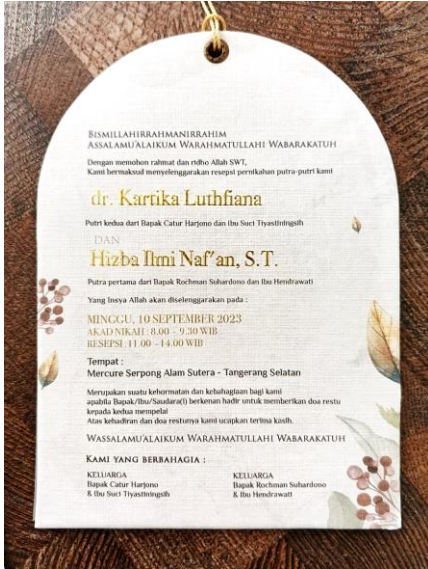 BISMILLAHIRRAHMANIRRAHIM
ASSALAMU'ALAIKUM WARAHMATULLAHI WABARAKATUH
Dengan memohon rahmat dan ridho Allah SWT,
Kami bermaksud menyelenggarakan resepsi pernikahan putra-putri kami
dr. Kartika Luthfiana
Putri kedua dari Bapak Catur Harjono dan Ibu Suci Tiyastiningsih
DAN
Hizba Ilmi Naf'an, S.T.
Putra pertama dari Bapak Rochman Suhardono dan Ibu Hendrawati
Yang Insya Allah akan diselenggarakan pada :
MINGGU, 10 SEPTEMBER 2023
AKAD NIKAH : 8.00 - 9.30 WIB
RESEPSI : 11.00 - 14.00 WIB
Tempat :
Mercure Serpong Alam Sutera - Tangerang Selatan
Merupakan suatu kehormatan dan kebahagiaan bagi kami
apabila Bapak/Ibu/Saudara(i) berkenan hadir untuk memberikan doa restu
kepada kedua mempelai
Atas kehadiran dan doa restunya kami ucapkan terima kasih.
WASSALAMU'ALAIKUM WARAHMATULLAHI WABARAKATUH
KAMI YANG BERBAHAGIA :
KELUARGA
Bapak Catur Harjono
& Ibu Suci Tiyastiningsih
KELUARGA
Bapak Rochman Suhardono
& Ibu Hendrawati